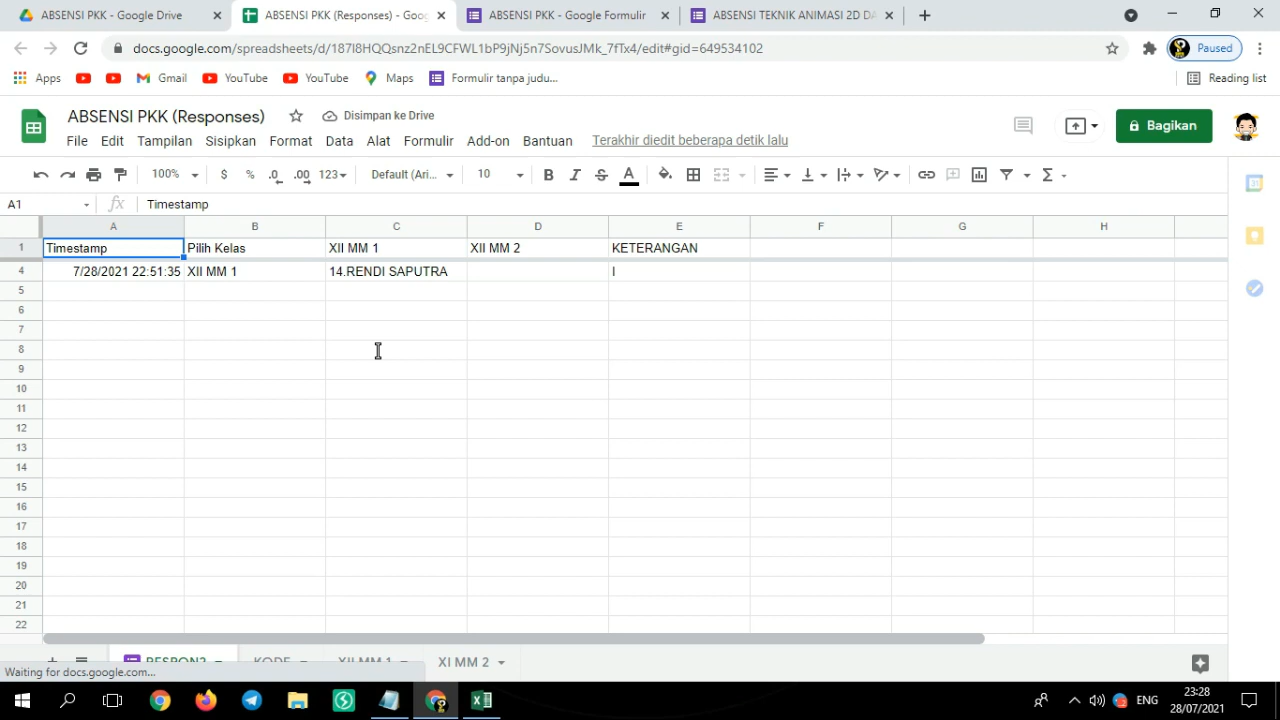 ABSENSI PKK - Google Drive
ABSENSI PKK (Responses) - Goo
ABSENSI PKK - Google Formulir
ABSENSI TEKNIK ANIMASI 2D DA
docs.google.com/spreadsheets/d/187I8HQQsnz2nEL9CFWL1bP9jNj5n7SovusJMk_7fTx4/edit#gid=649534102
Paused
Apps
Gmail
YouTube
YouTube
Maps
Formulir tanpa judu...
Reading list
ABSENSI PKK (Responses)
Disimpan ke Drive
File Edit Tampilan Sisipkan Format Data Alat Formulir Add-on Bantuan Terakhir diedit beberapa detik lalu
Bagikan
100% $ % .0 .00 123 Default (Ari... 10 B I S A Σ
A1 fx Timestamp
A B C D E F G H
1 Timestamp Pilih Kelas XII MM 1 XII MM 2 KETERANGAN
4 7/28/2021 22:51:35 XII MM 1 14.RENDI SAPUTRA I
5
6
7
8
9
10
11
12
13
14
15
16
17
18
19
20
21
22
RESPON2 KODE XII MM 1 XI MM 2
Waiting for docs.google.com...
ENG
23:28
28/07/2021